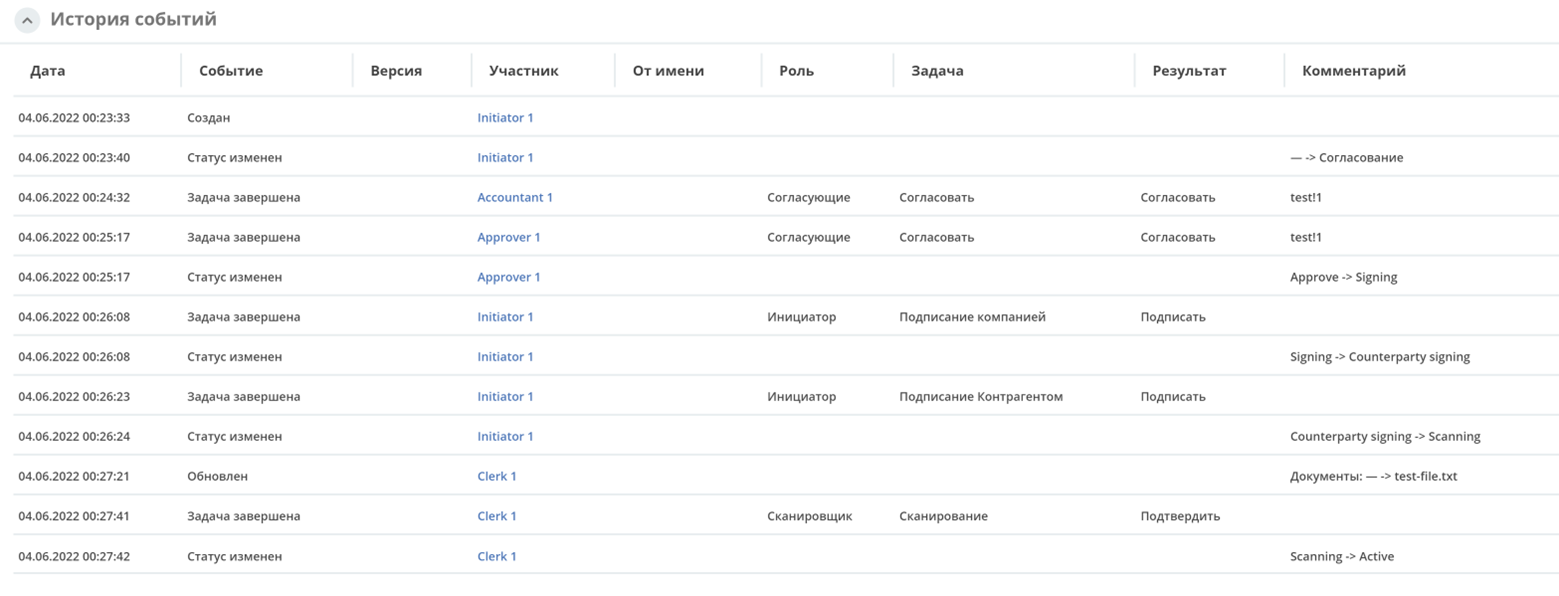 История событий
Дата Событие Версия Участник От имени Роль Задача Результат Комментарий
04.06.2022 00:23:33 Создан Initiator 1
04.06.2022 00:23:40 Статус изменен Initiator 1 — -> Согласование
04.06.2022 00:24:32 Задача завершена Accountant 1 Согласующие Согласовать Согласовать test!1
04.06.2022 00:25:17 Задача завершена Approver 1 Согласующие Согласовать Согласовать test!1
04.06.2022 00:25:17 Статус изменен Approver 1 Approve -> Signing
04.06.2022 00:26:08 Задача завершена Initiator 1 Инициатор Подписание компанией Подписать
04.06.2022 00:26:08 Статус изменен Initiator 1 Signing -> Counterparty signing
04.06.2022 00:26:23 Задача завершена Initiator 1 Инициатор Подписание Контрагентом Подписать
04.06.2022 00:26:24 Статус изменен Initiator 1 Counterparty signing -> Scanning
04.06.2022 00:27:21 Обновлен Clerk 1 Документы: — -> test-file.txt
04.06.2022 00:27:41 Задача завершена Clerk 1 Сканировщик Сканирование Подтвердить
04.06.2022 00:27:42 Статус изменен Clerk 1 Scanning -> Active